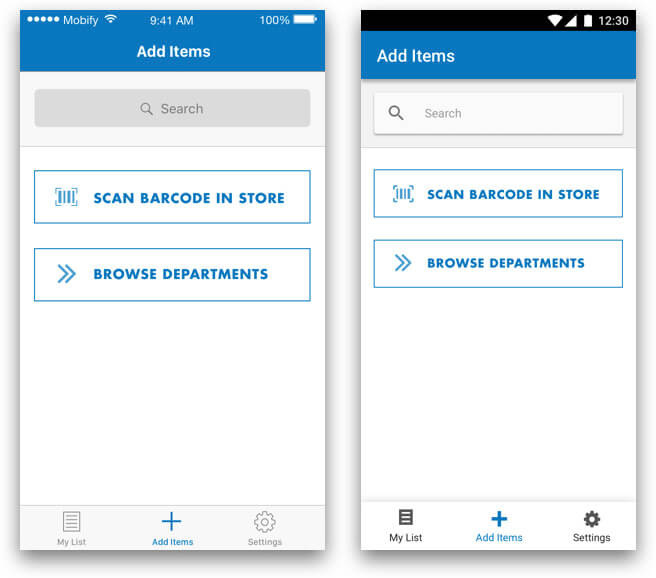 Mobify 9:41 AM 100%
Add Items
Search
SCAN BARCODE IN STORE
BROWSE DEPARTMENTS
My List Add Items Settings
12:30
Add Items
Search
SCAN BARCODE IN STORE
BROWSE DEPARTMENTS
My List Add Items Settings